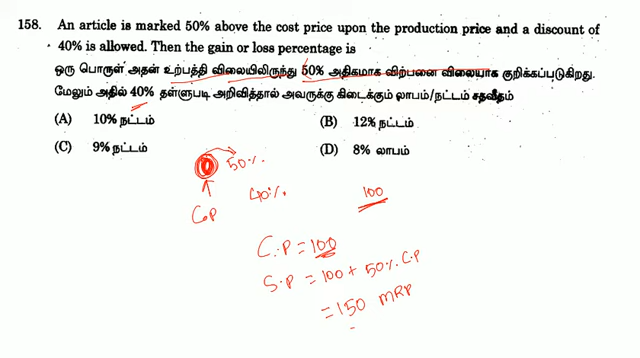 158. An article is marked 50% above the cost price upon the production price and a discount of
40% is allowed. Then the gain or loss percentage is
ஒரு பொருள் அதன் உற்பத்தி விலையிலிருந்து 50% அதிகமாக விற்பனை விலையாக குறிக்கப்படுகிறது.
மேலும் அதில் 40% தள்ளுபடி அறிவித்தால் அவருக்கு கிடைக்கும் லாபம்/நட்டம் சதவீதம்
(A) 10% நட்டம் (B) 12% நட்டம்
(C) 9% நட்டம் (D) 8% லாபம்
50%
40% 100
C.P
C.P = 100
S.P = 100 + 50% C.P
= 150 MRP